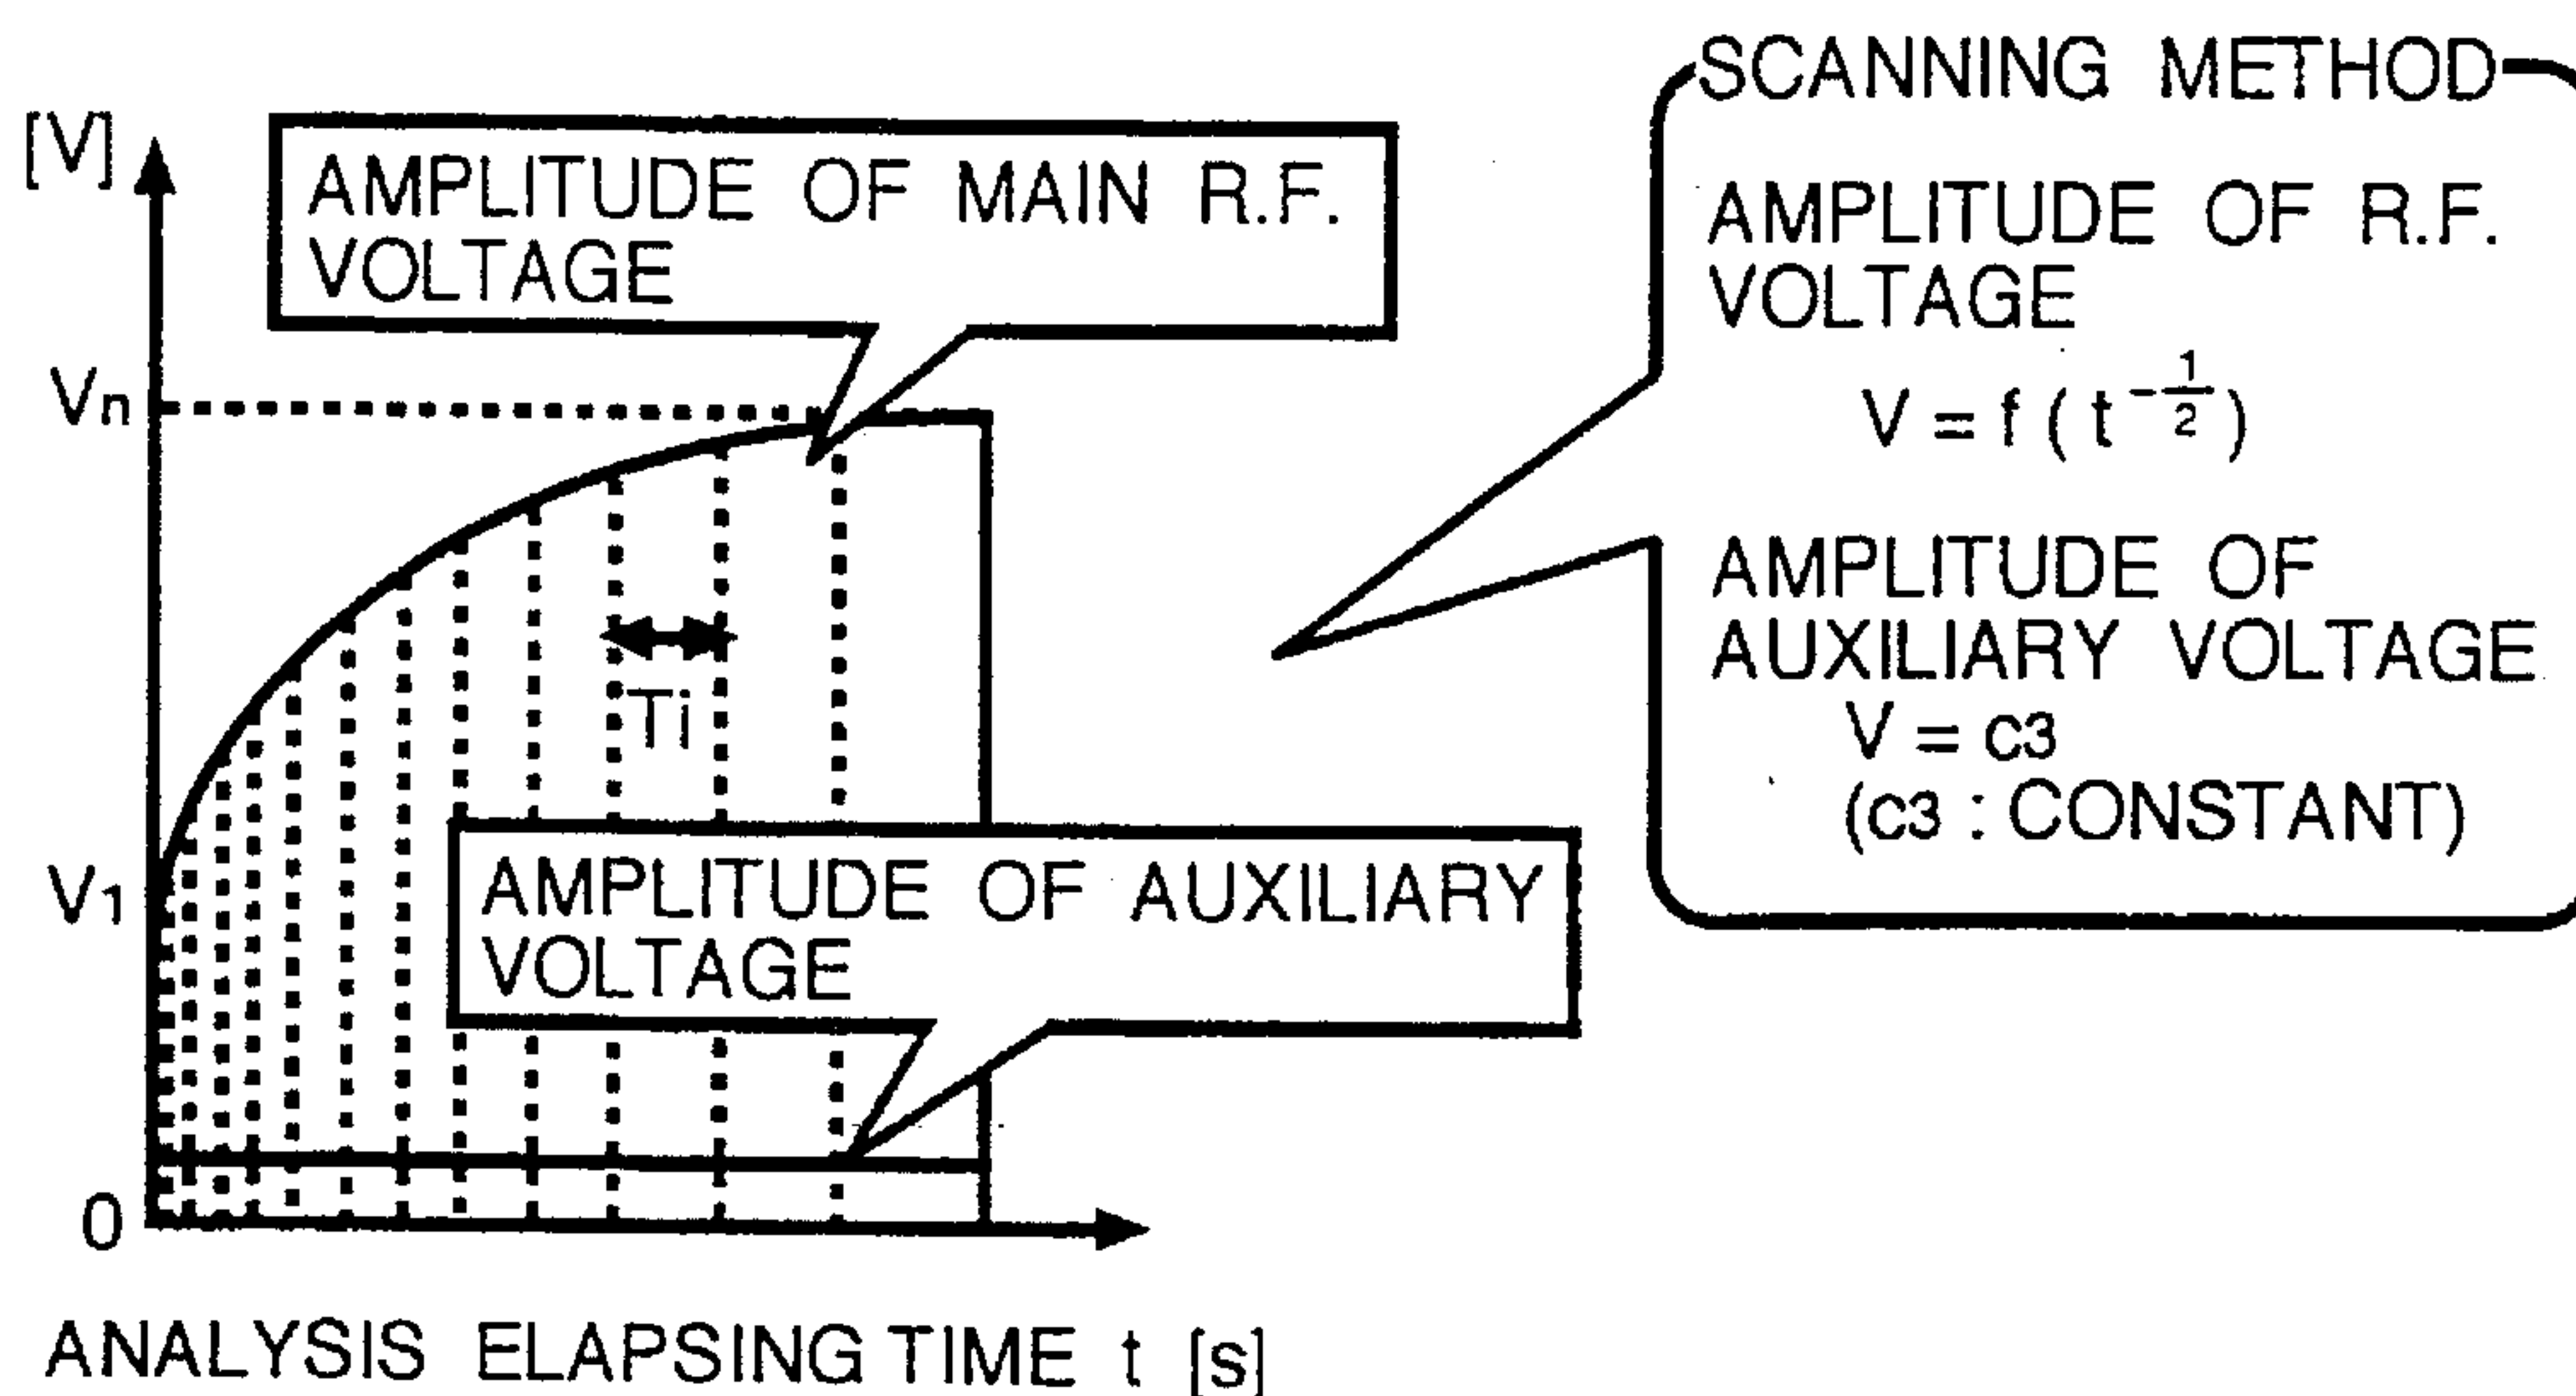 [V]
AMPLITUDE OF MAIN R.F.
VOLTAGE
Vn
Ti
V1
AMPLITUDE OF AUXILIARY
VOLTAGE
0
ANALYSIS ELAPSING TIME t [s]
SCANNING METHOD
AMPLITUDE OF R.F.
VOLTAGE
V = f ( t^{-1/2} )
AMPLITUDE OF
AUXILIARY VOLTAGE
V = c3
(c3 : CONSTANT)